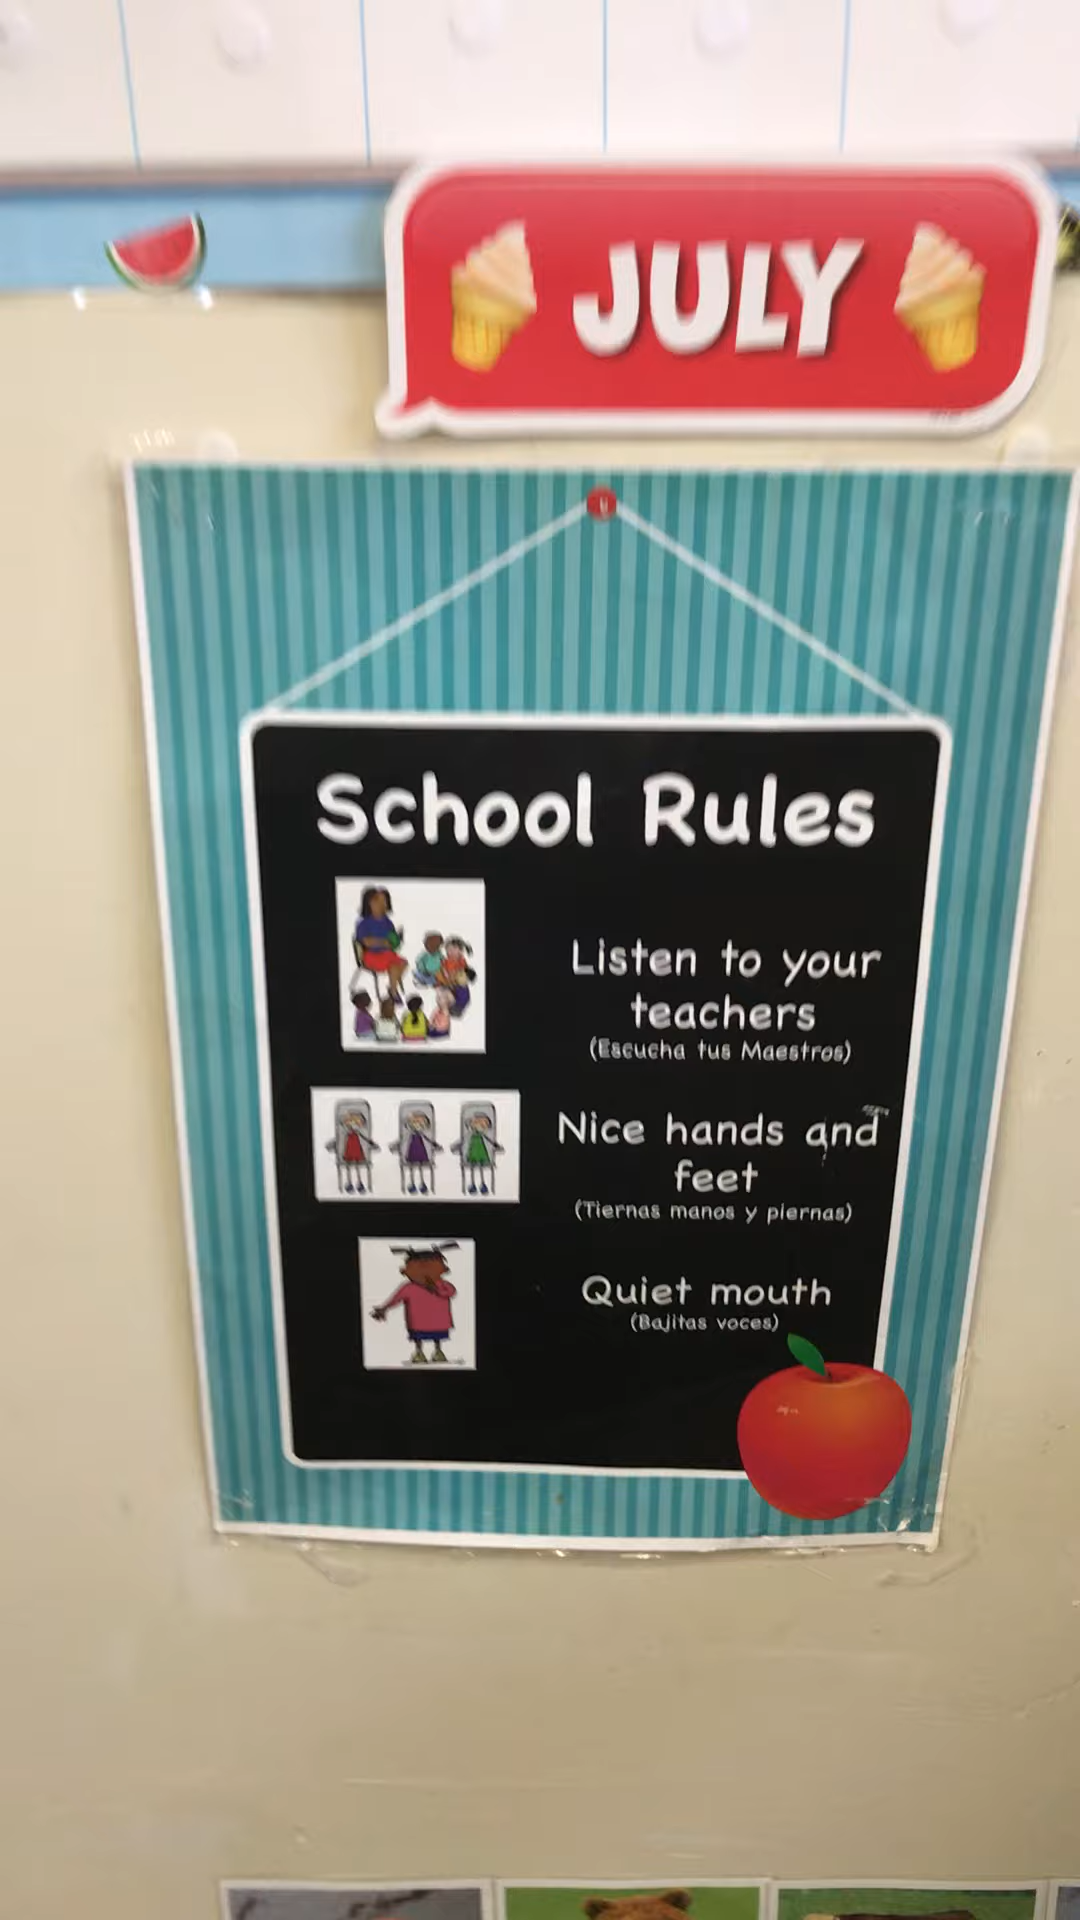 JULY
School Rules
Listen to your
teachers
(Escucha tus Maestros)
Nice hands and
feet
(Tiernas manos y piernas)
Quiet mouth
(Bajitas voces)